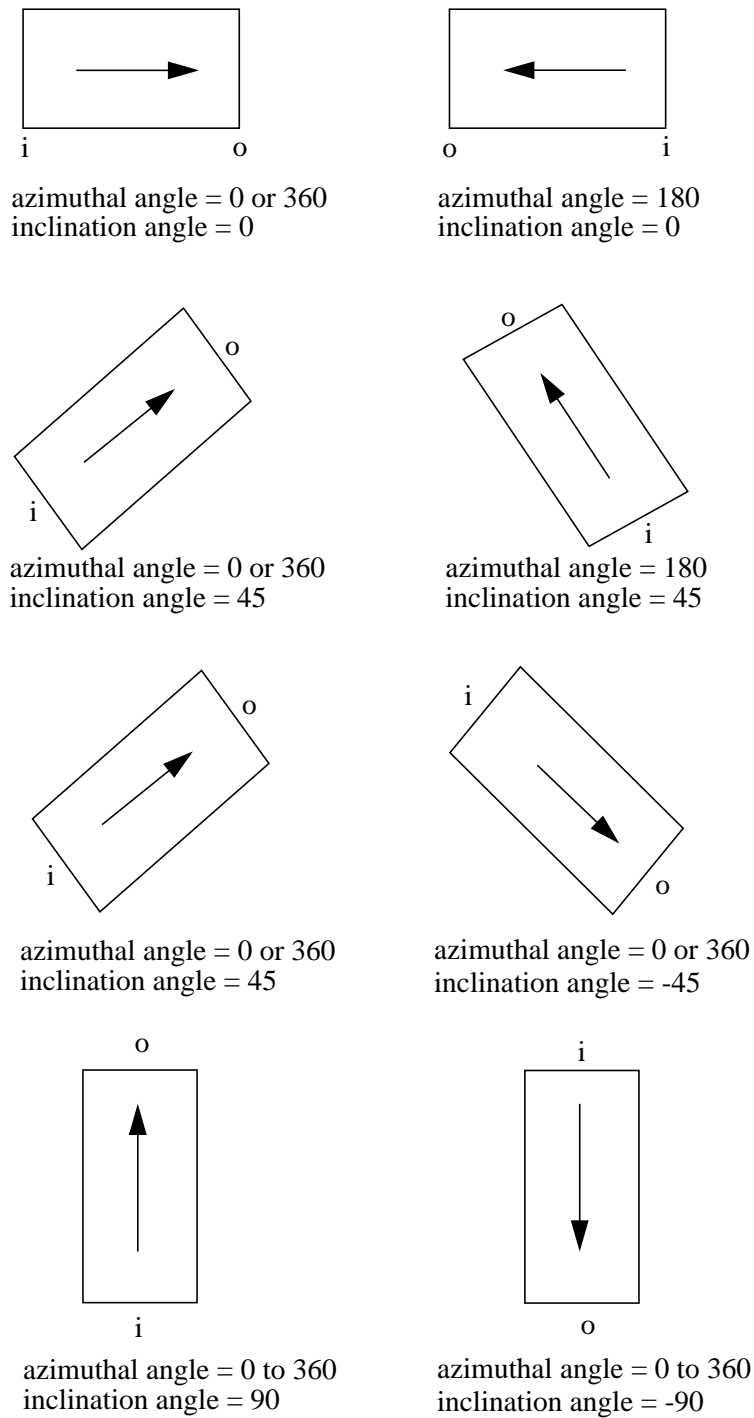 i
o
o
i
azimuthal angle = 0 or 360
inclination angle = 0
azimuthal angle = 180
inclination angle = 0
o
i
o
i
azimuthal angle = 0 or 360
inclination angle = 45
azimuthal angle = 180
inclination angle = 45
o
i
i
o
azimuthal angle = 0 or 360
inclination angle = 45
azimuthal angle = 0 or 360
inclination angle = -45
o
i
i
o
azimuthal angle = 0 to 360
inclination angle = 90
azimuthal angle = 0 to 360
inclination angle = -90